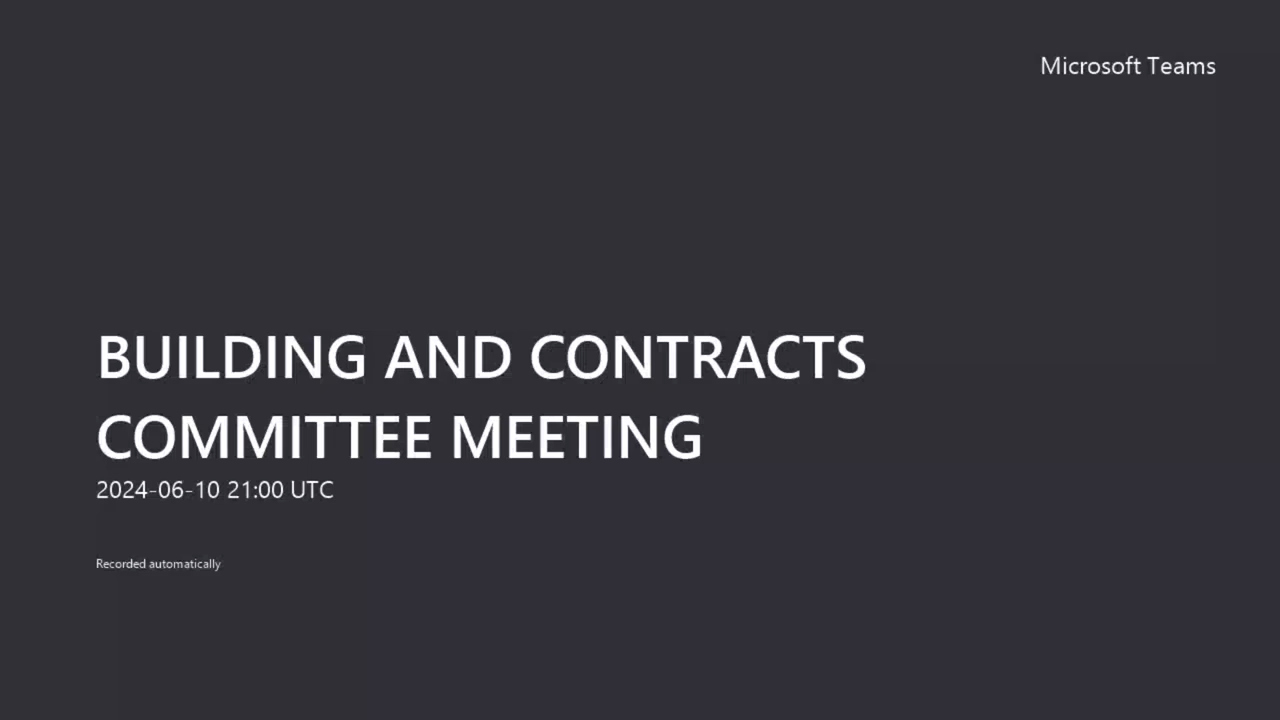 Microsoft Teams
BUILDING AND CONTRACTS
COMMITTEE MEETING
2024-06-10 21:00 UTC
Recorded automatically